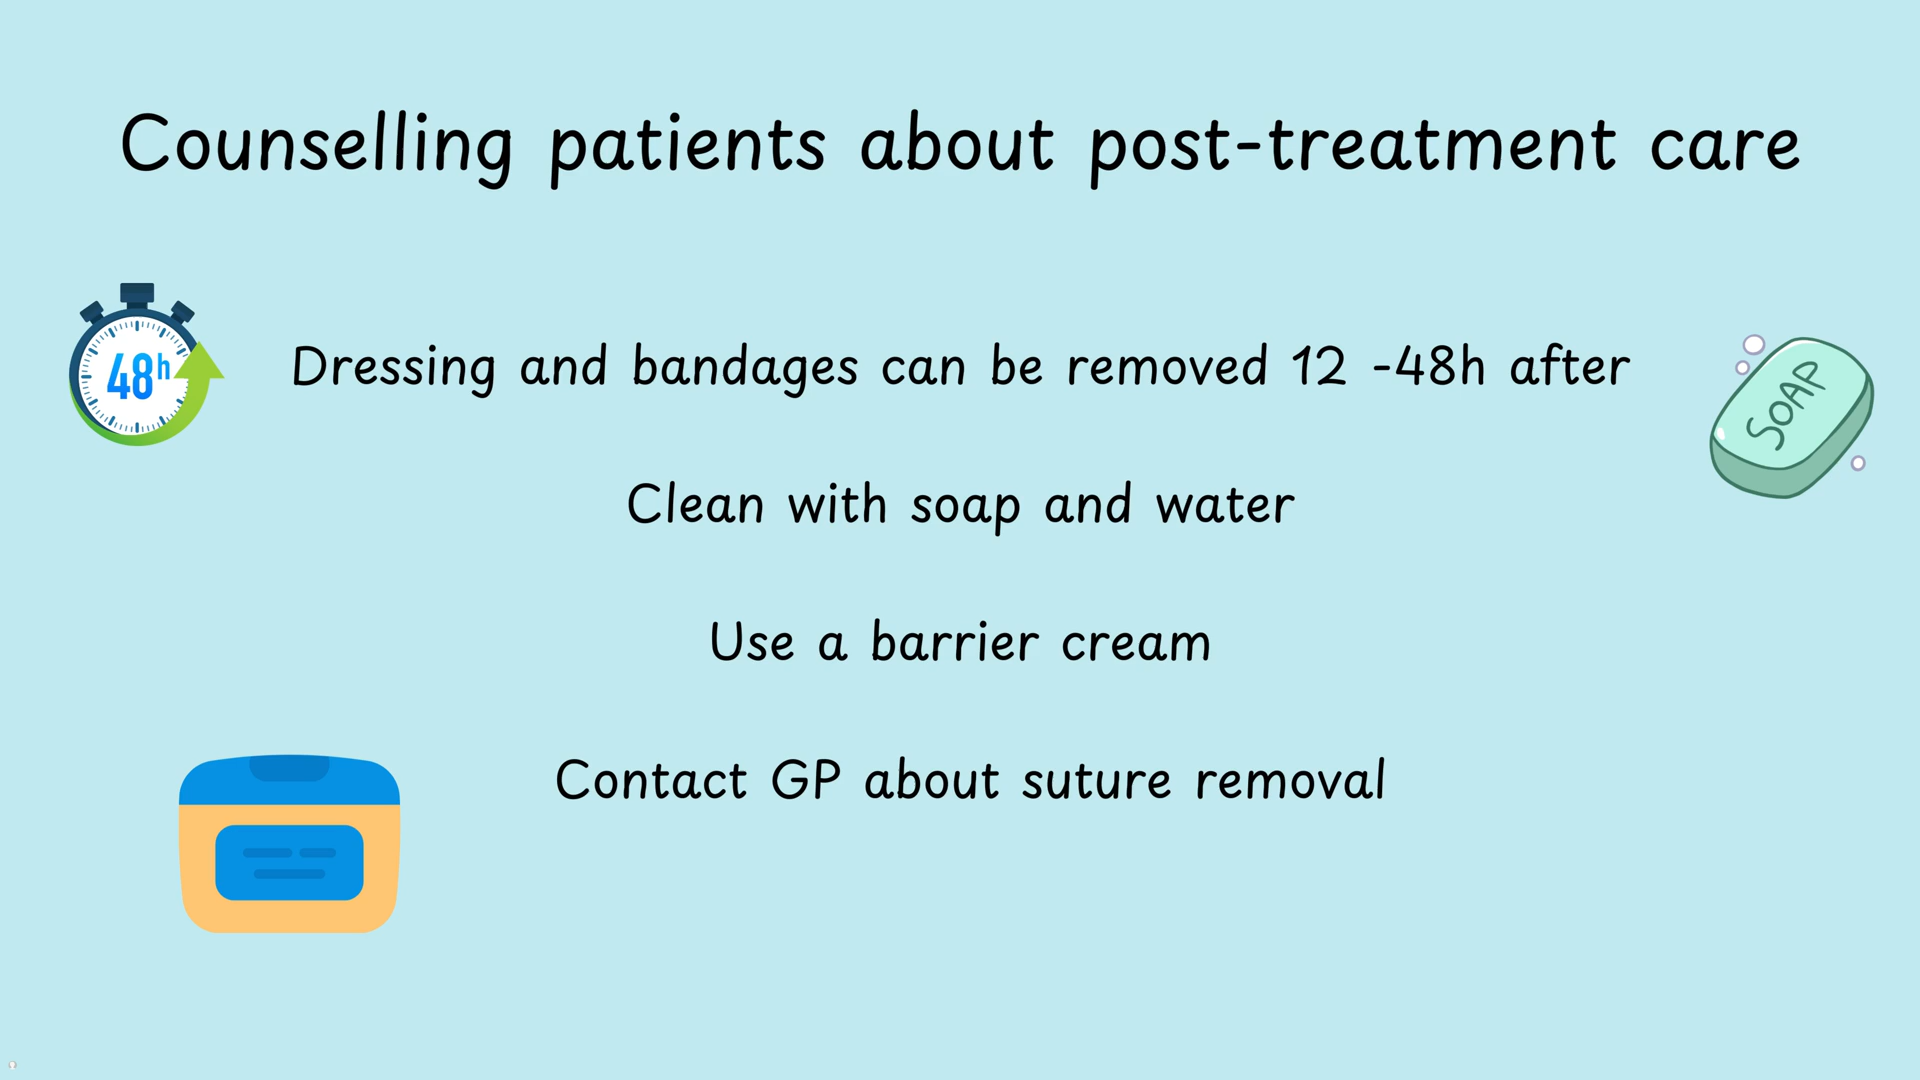 Counselling patients about post-treatment care
48h
Dressing and bandages can be removed 12 -48h after
SOAP
Clean with soap and water
Use a barrier cream
Contact GP about suture removal